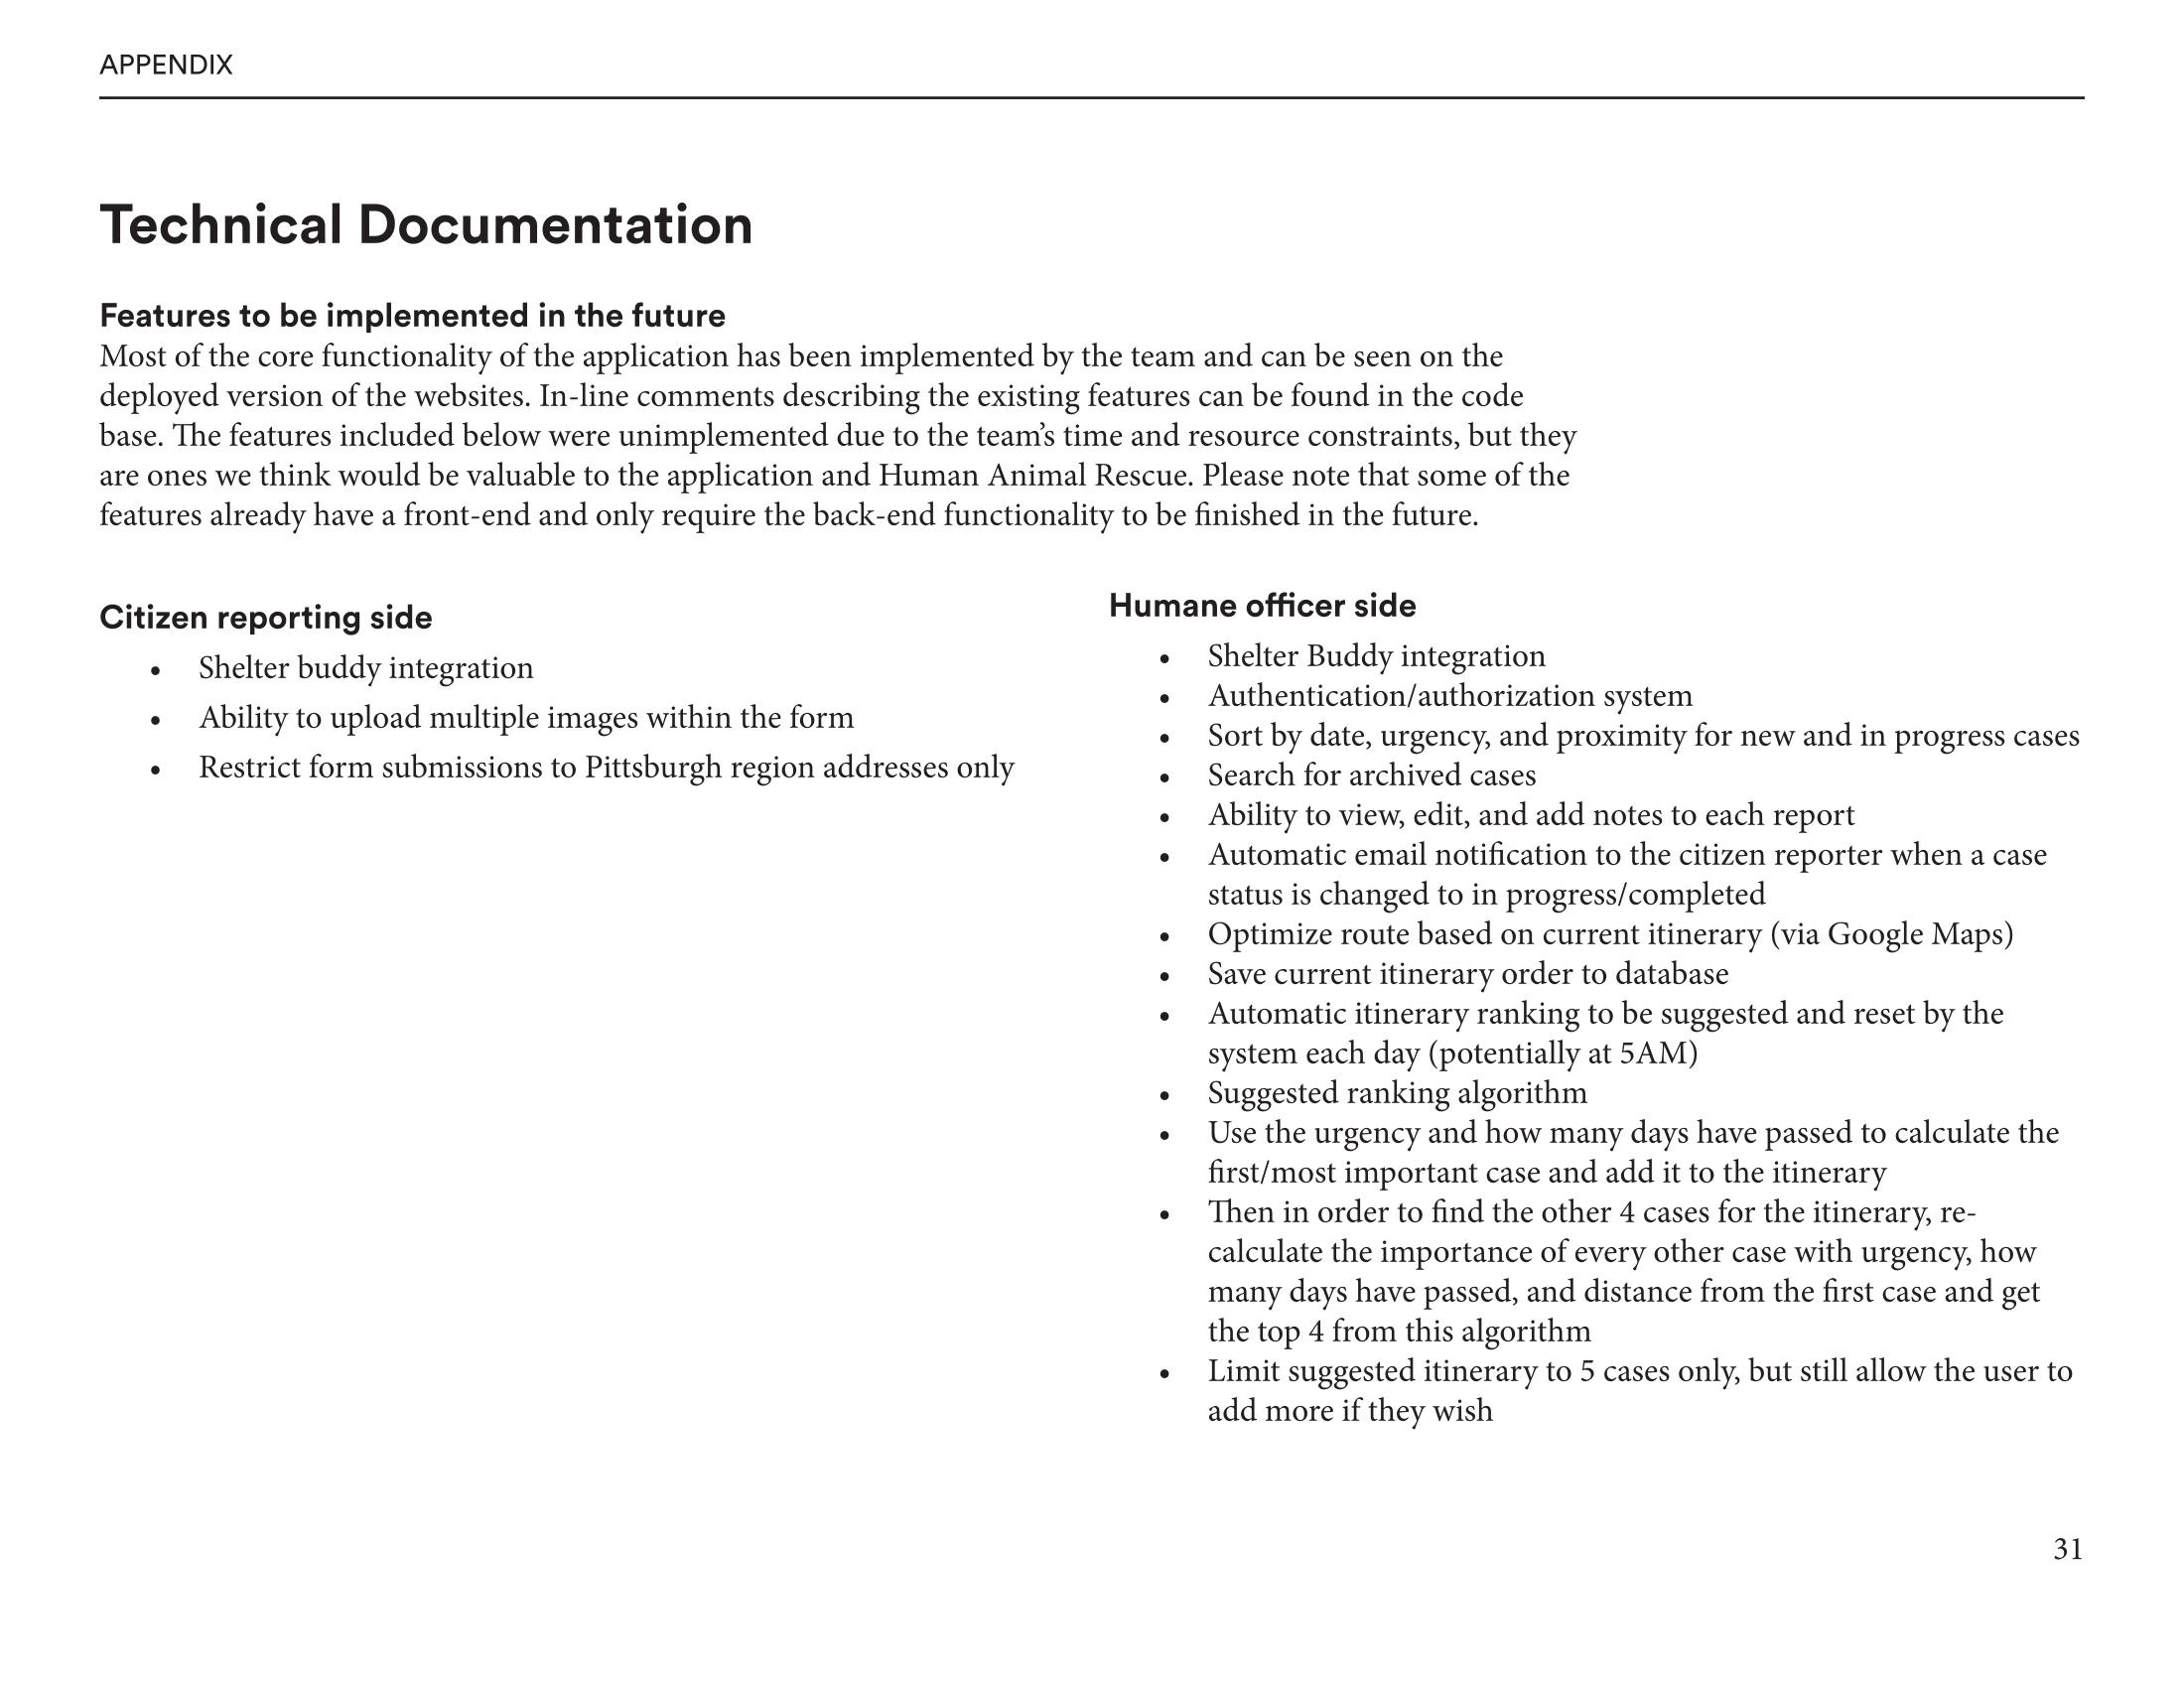 APPENDIX
Technical Documentation
Features to be implemented in the future
Most of the core functionality of the application has been implemented by the team and can be seen on the
deployed version of the websites. In-line comments describing the existing features can be found in the code
base. The features included below were unimplemented due to the team's time and resource constraints, but they
are ones we think would be valuable to the application and Human Animal Rescue. Please note that some of the
features already have a front-end and only require the back-end functionality to be finished in the future.
Citizen reporting side
• Shelter buddy integration
• Ability to upload multiple images within the form
• Restrict form submissions to Pittsburgh region addresses only
Humane officer side
• Shelter Buddy integration
• Authentication/authorization system
• Sort by date, urgency, and proximity for new and in progress cases
• Search for archived cases
• Ability to view, edit, and add notes to each report
• Automatic email notification to the citizen reporter when a case
status is changed to in progress/completed
• Optimize route based on current itinerary (via Google Maps)
• Save current itinerary order to database
• Automatic itinerary ranking to be suggested and reset by the
system each day (potentially at 5AM)
• Suggested ranking algorithm
• Use the urgency and how many days have passed to calculate the
first/most important case and add it to the itinerary
• Then in order to find the other 4 cases for the itinerary, re-
calculate the importance of every other case with urgency, how
many days have passed, and distance from the first case and get
the top 4 from this algorithm
• Limit suggested itinerary to 5 cases only, but still allow the user to
add more if they wish
31